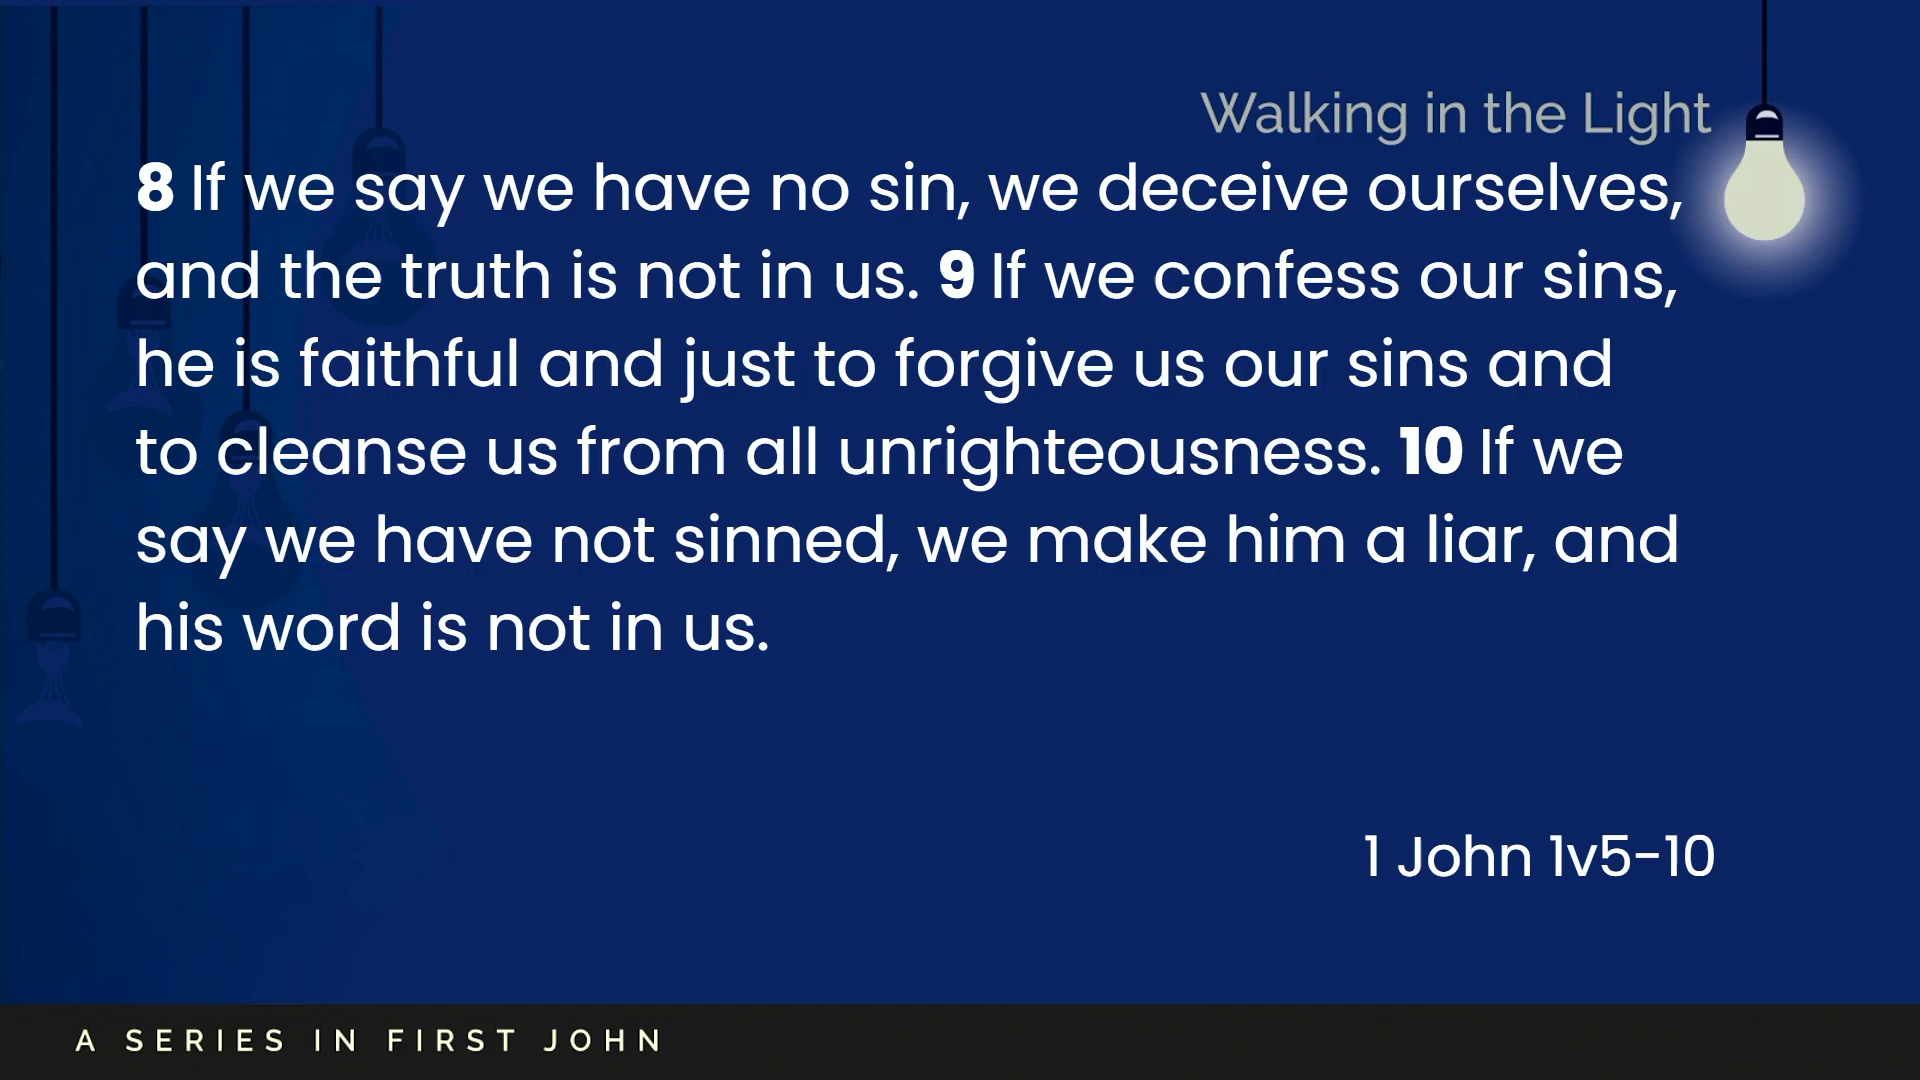 Walking in the Light
8 If we say we have no sin, we deceive ourselves,
and the truth is not in us. 9 If we confess our sins,
he is faithful and just to forgive us our sins and
to cleanse us from all unrighteousness. 10 If we
say we have not sinned, we make him a liar, and
his word is not in us.
1 John 1v5-10
A SERIES IN FIRST JOHN